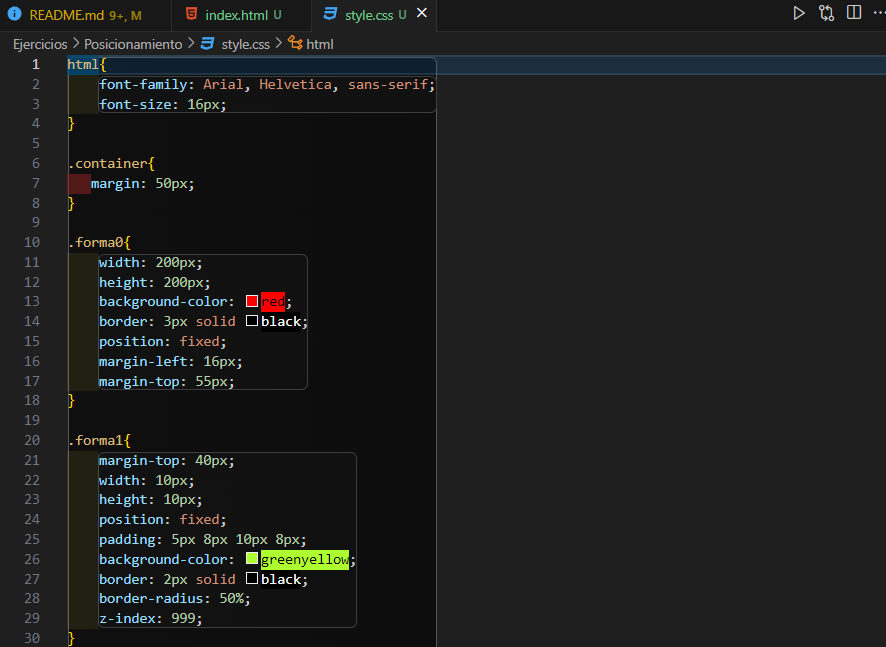 README.md 9+, M index.html U style.css U
Ejercicios > Posicionamiento > style.css > html
1 html{
2 font-family: Arial, Helvetica, sans-serif;
3 font-size: 16px;
4 }
5
6 .container{
7 margin: 50px;
8 }
9
10 .forma0{
11 width: 200px;
12 height: 200px;
13 background-color: red;
14 border: 3px solid black;
15 position: fixed;
16 margin-left: 16px;
17 margin-top: 55px;
18 }
19
20 .forma1{
21 margin-top: 40px;
22 width: 10px;
23 height: 10px;
24 position: fixed;
25 padding: 5px 8px 10px 8px;
26 background-color: greenyellow;
27 border: 2px solid black;
28 border-radius: 50%;
29 z-index: 999;
30 }